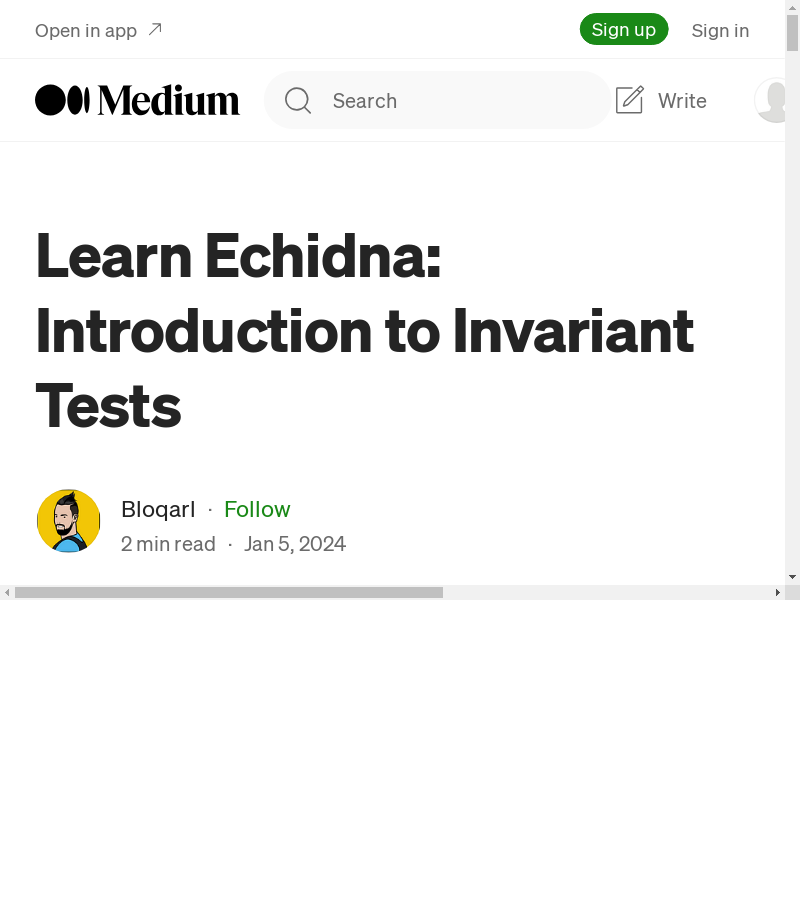 Open in app
Sign up
Sign in
Medium
Search
Write
Learn Echidna:
Introduction to Invariant
Tests
Bloqarl · Follow
2 min read · Jan 5, 2024